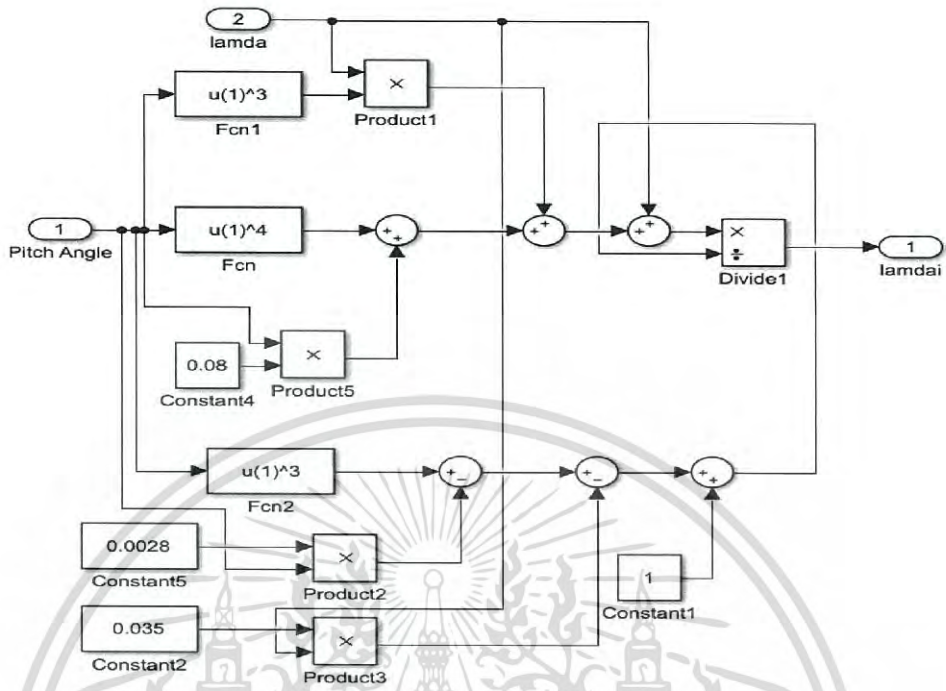 2
lamda
u(1)^3
Fcn1
×
Product1
1
Pitch Angle
u(1)^4
Fcn
+ +
+ +
+ +
×
÷
Divide1
1
lamdai
0.08
Constant4
×
Product5
u(1)^3
Fcn2
+ −
+ −
+ +
0.0028
Constant5
×
Product2
1
Constant1
0.035
Constant2
×
Product3